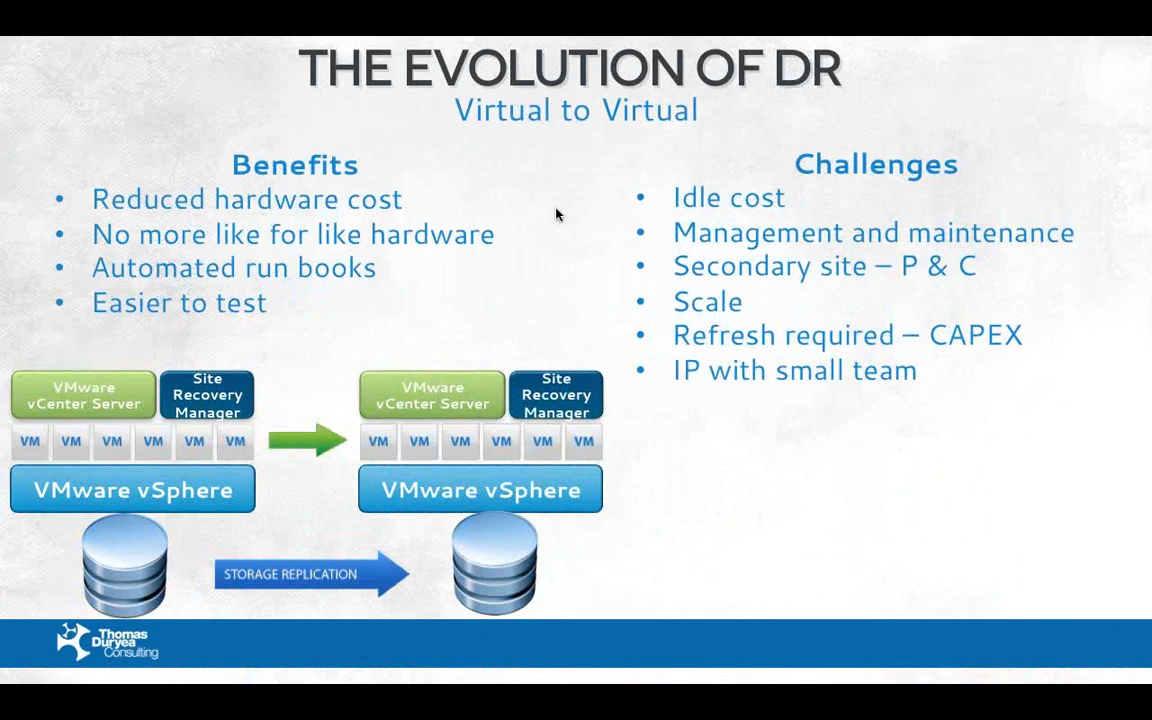 THE EVOLUTION OF DR
Virtual to Virtual
Benefits
• Reduced hardware cost
• No more like for like hardware
• Automated run books
• Easier to test
Challenges
• Idle cost
• Management and maintenance
• Secondary site – P & C
• Scale
• Refresh required – CAPEX
• IP with small team
VMware
vCenter Server
Site
Recovery
Manager
VM VM VM VM VM VM
VMware vSphere
VMware
vCenter Server
Site
Recovery
Manager
VM VM VM VM VM VM
VMware vSphere
STORAGE REPLICATION
Thomas
Duryea
Consulting